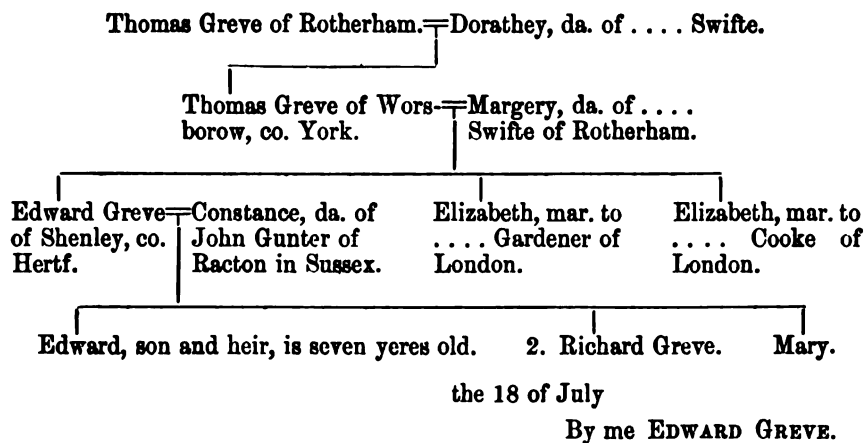 Thomas Greve of Rotherham. Dorathey, da. of .... Swifte.
Thomas Greve of Wors-
borow, co. York.
Margery, da. of ....
Swifte of Rotherham.
Edward Greve
of Shenley, co.
Hertf.
Constance, da. of
John Gunter of
Racton in Sussex.
Elizabeth, mar. to
.... Gardener of
London.
Elizabeth, mar. to
.... Cooke of
London.
Edward, son and heir, is seven yeres old.
2. Richard Greve.
Mary.
the 18 of July
By me EDWARD GREVE.